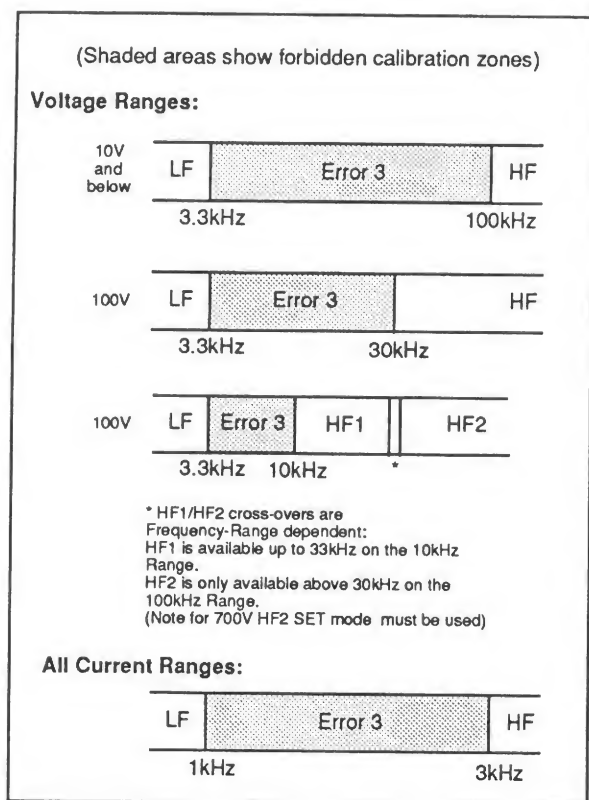 (Shaded areas show forbidden calibration zones)
Voltage Ranges:
10V
and
below
LF
Error 3
HF
3.3kHz
100kHz
100V
LF
Error 3
HF
3.3kHz
30kHz
100V
LF
Error 3
HF1
HF2
3.3kHz
10kHz
*
* HF1/HF2 cross-overs are
Frequency-Range dependent:
HF1 is available up to 33kHz on the 10kHz
Range.
HF2 is only available above 30kHz on the
100kHz Range.
(Note for 700V HF2 SET mode must be used)
All Current Ranges:
LF
Error 3
HF
1kHz
3kHz